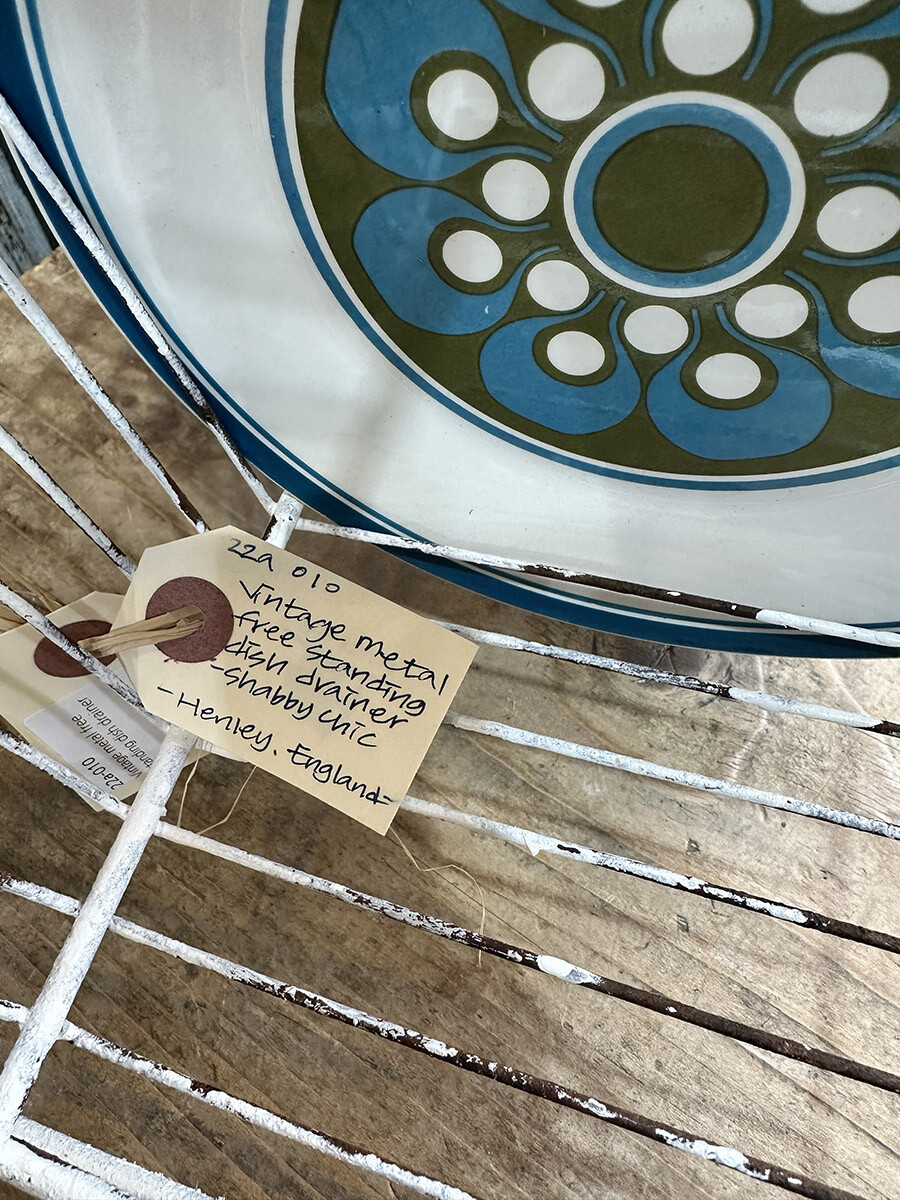 22a 010
Vintage metal
free standing
dish drainer
-shabby chic
-Henley. England-
22a-010
vintage metal free
standing dish drainer